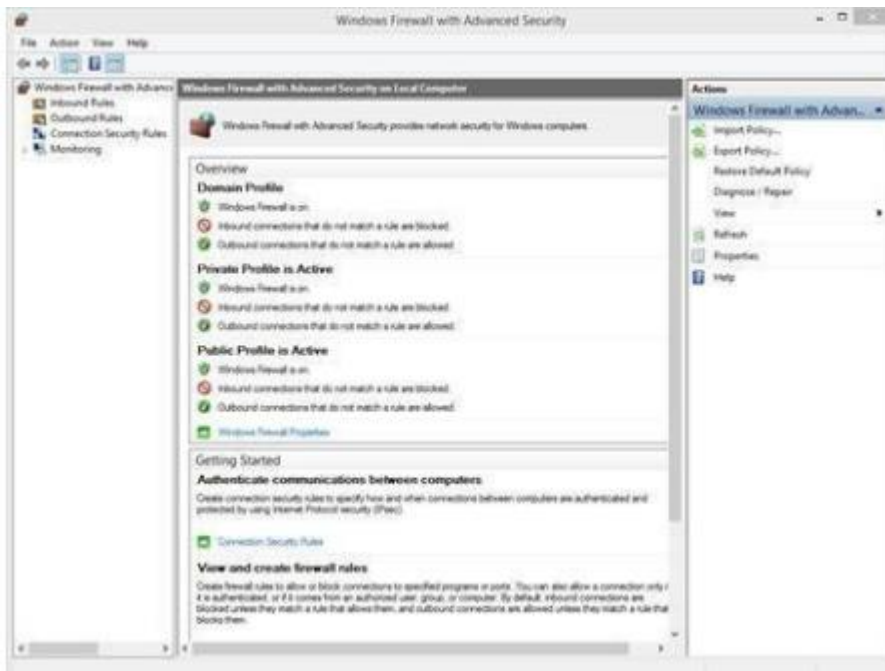 Windows Firewall with Advanced Security
File Action View Help
Windows Firewall with Advance
Inbound Rules
Outbound Rules
Connection Security Rules
Monitoring
Windows Firewall with Advanced Security on Local Computer
Windows Firewall with Advanced Security provides network security for Windows computers.
Overview
Domain Profile
Windows Firewall is on.
Inbound connections that do not match a rule are blocked.
Outbound connections that do not match a rule are allowed.
Private Profile is Active
Windows Firewall is on.
Inbound connections that do not match a rule are blocked.
Outbound connections that do not match a rule are allowed.
Public Profile is Active
Windows Firewall is on.
Inbound connections that do not match a rule are blocked.
Outbound connections that do not match a rule are allowed.
Windows Firewall Properties
Getting Started
Authenticate communications between computers
Create connection security rules to specify how and when connections between computers are authenticated and
protected by using Internet Protocol security (IPsec).
Connection Security Rules
View and create firewall rules
Create firewall rules to allow or block connections to specified programs or ports. You can also allow a connection only i
it is authenticated, or if it comes from an authorized user, group, or computer. By default, inbound connections are
blocked unless they match a rule that allows them, and outbound connections are allowed unless they match a rule that
blocks them.
Actions
Windows Firewall with Advan...
Import Policy...
Export Policy...
Restore Default Policy
Diagnose / Repair
View
Refresh
Properties
Help